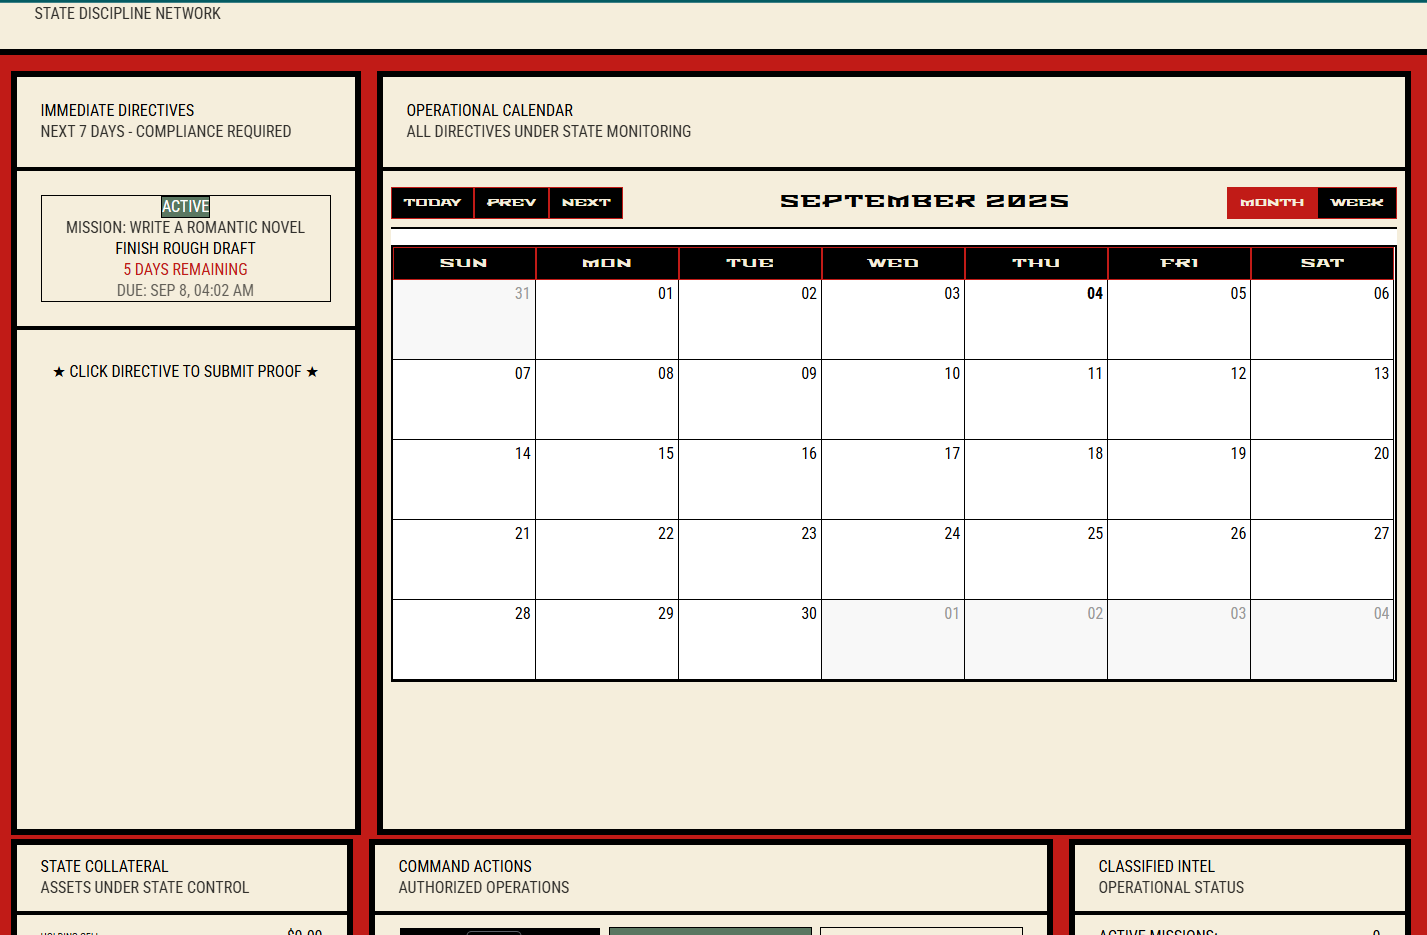 STATE DISCIPLINE NETWORK
IMMEDIATE DIRECTIVES
NEXT 7 DAYS - COMPLIANCE REQUIRED
ACTIVE
MISSION: WRITE A ROMANTIC NOVEL
FINISH ROUGH DRAFT
5 DAYS REMAINING
DUE: SEP 8, 04:02 AM
★ CLICK DIRECTIVE TO SUBMIT PROOF ★
OPERATIONAL CALENDAR
ALL DIRECTIVES UNDER STATE MONITORING
TODAY PREV NEXT SEPTEMBER 2025 MONTH WEEK
SUN MON TUE WED THU FRI SAT
31 01 02 03 04 05 06
07 08 09 10 11 12 13
14 15 16 17 18 19 20
21 22 23 24 25 26 27
28 29 30 01 02 03 04
STATE COLLATERAL
ASSETS UNDER STATE CONTROL
$0.00
COMMAND ACTIONS
AUTHORIZED OPERATIONS
CLASSIFIED INTEL
OPERATIONAL STATUS
ACTIVE MISSIONS: